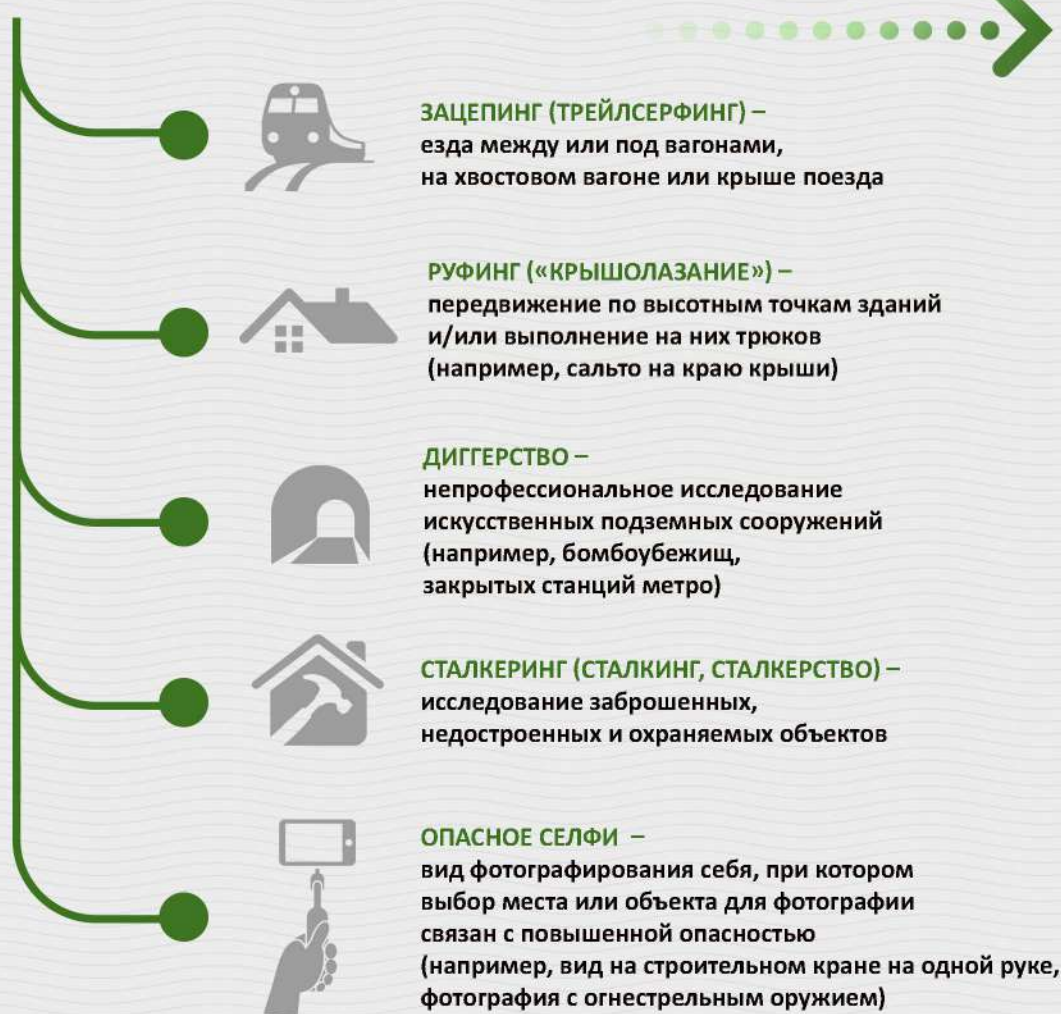 ЗАЦЕПИНГ (ТРЕЙЛСЕРФИНГ) –
езда между или под вагонами,
на хвостовом вагоне или крыше поезда
РУФИНГ («КРЫШОЛАЗАНИЕ») –
передвижение по высотным точкам зданий
и/или выполнение на них трюков
(например, сальто на краю крыши)
ДИГГЕРСТВО –
непрофессиональное исследование
искусственных подземных сооружений
(например, бомбоубежищ,
закрытых станций метро)
СТАЛКЕРИНГ (СТАЛКИНГ, СТАЛКЕРСТВО) –
исследование заброшенных,
недостроенных и охраняемых объектов
ОПАСНОЕ СЕЛФИ –
вид фотографирования себя, при котором
выбор места или объекта для фотографии
связан с повышенной опасностью
(например, вид на строительном кране на одной руке,
фотография с огнестрельным оружием)